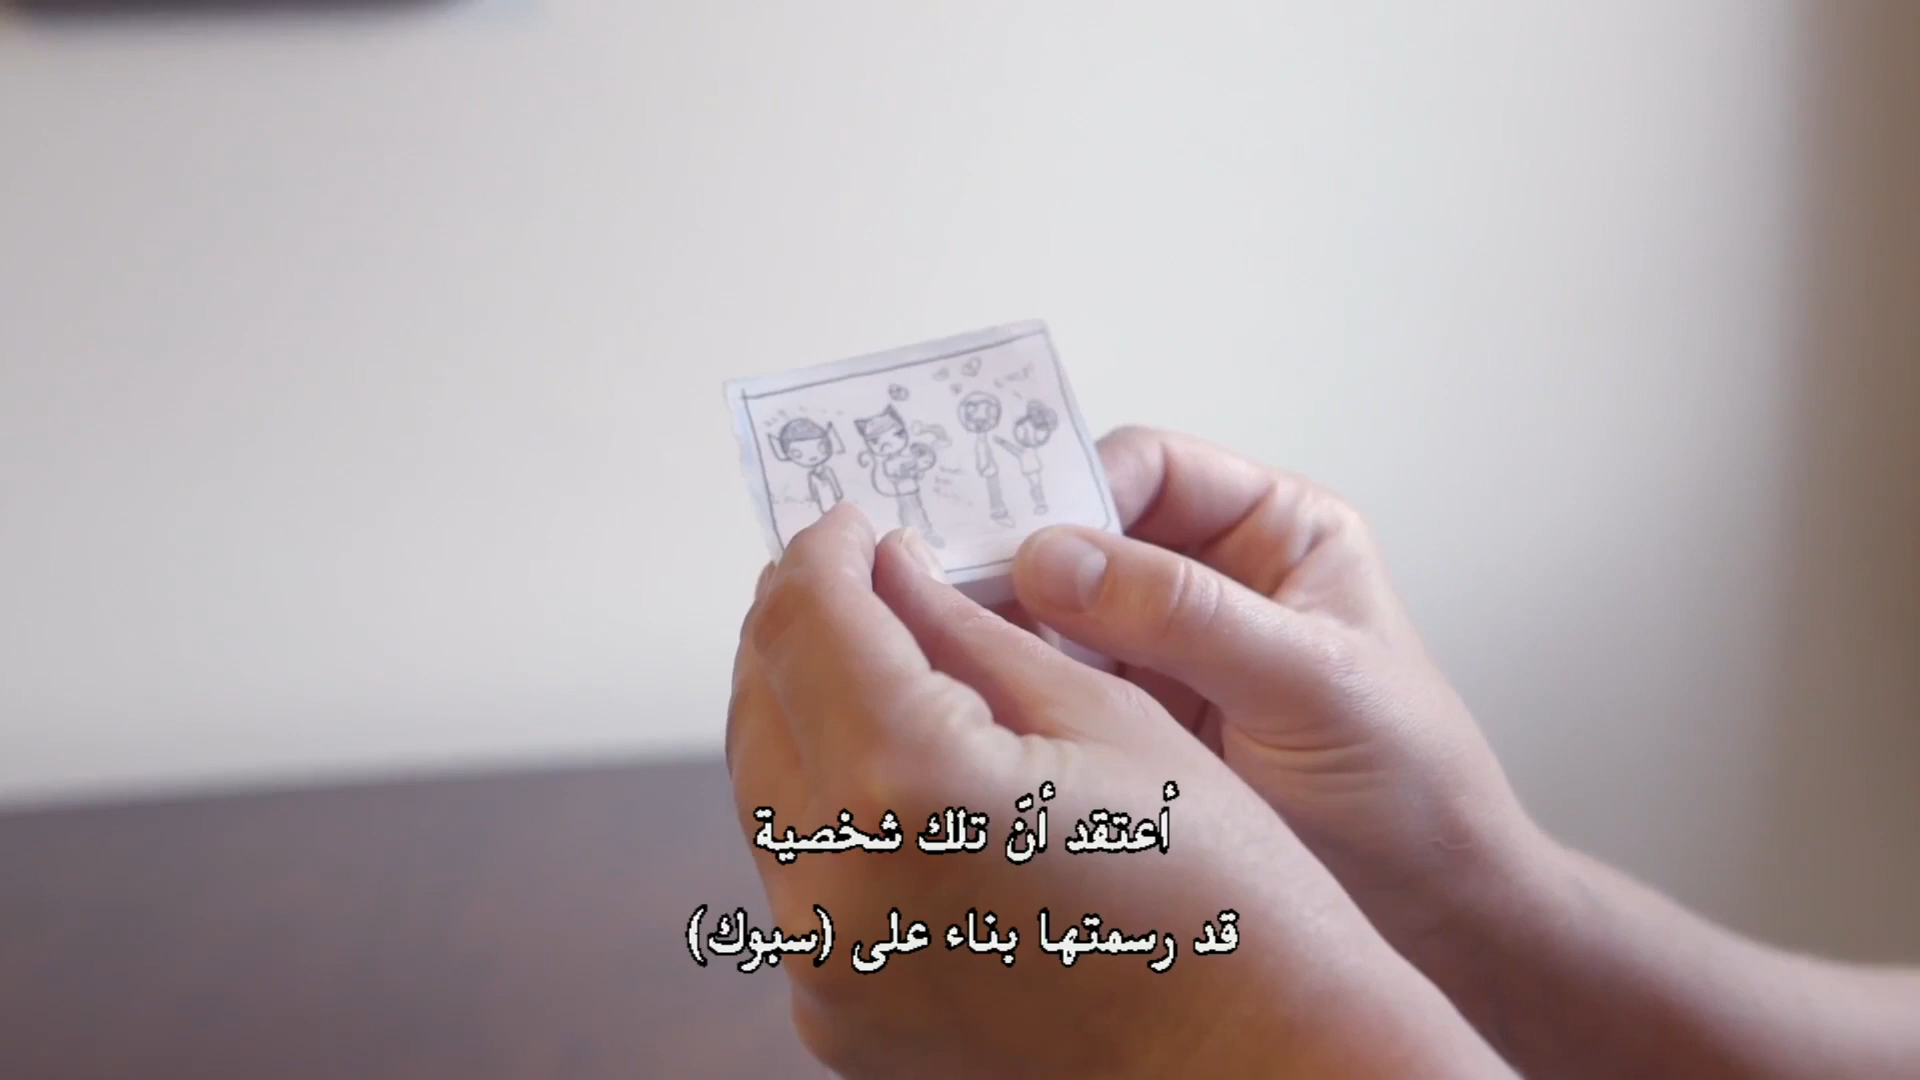 أعتقد أنّ تلك شخصية
قد رسمتها بناء على (سبوك)